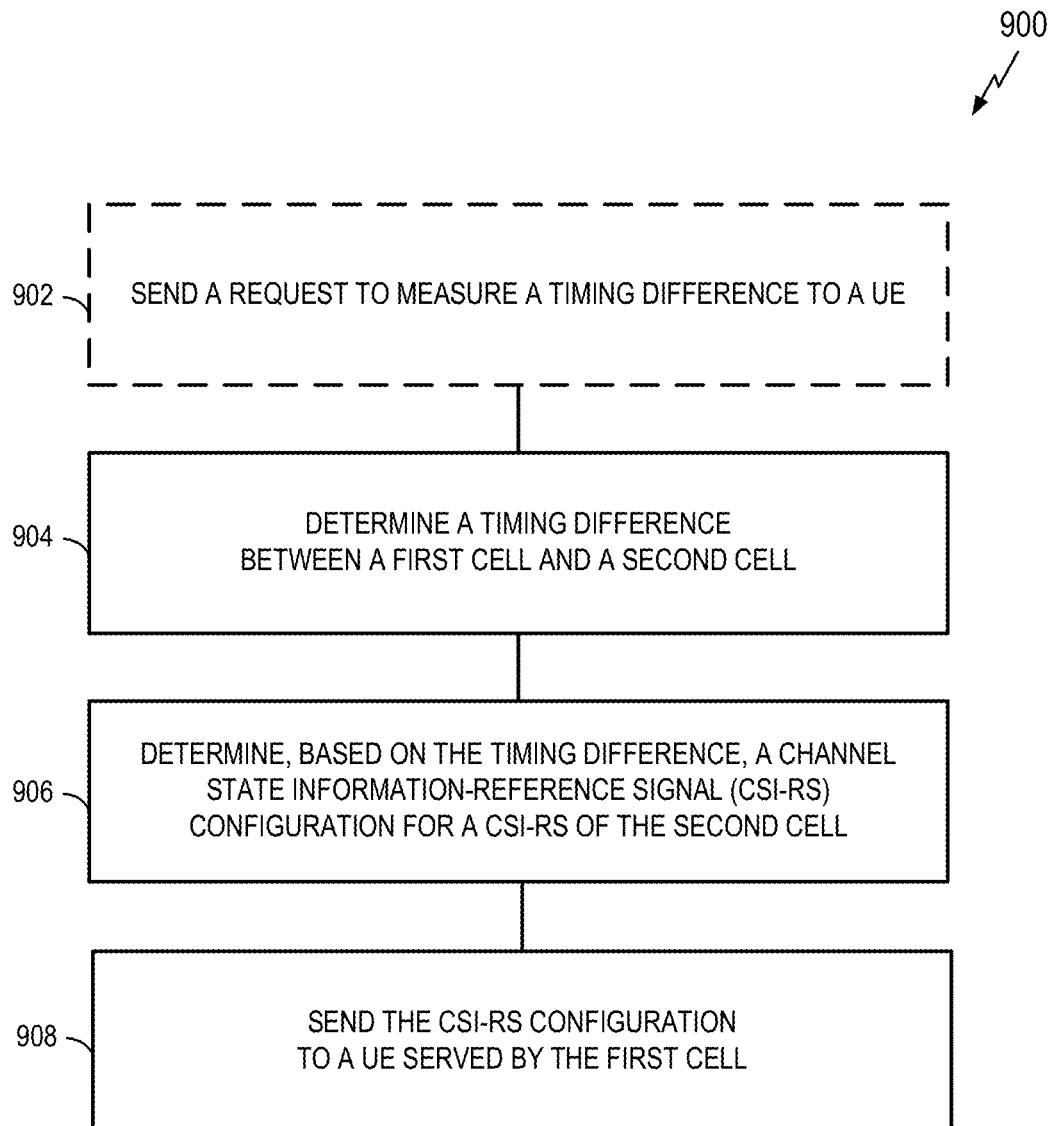 900
902
SEND A REQUEST TO MEASURE A TIMING DIFFERENCE TO A UE
904
DETERMINE A TIMING DIFFERENCE
BETWEEN A FIRST CELL AND A SECOND CELL
906
DETERMINE, BASED ON THE TIMING DIFFERENCE, A CHANNEL
STATE INFORMATION-REFERENCE SIGNAL (CSI-RS)
CONFIGURATION FOR A CSI-RS OF THE SECOND CELL
908
SEND THE CSI-RS CONFIGURATION
TO A UE SERVED BY THE FIRST CELL